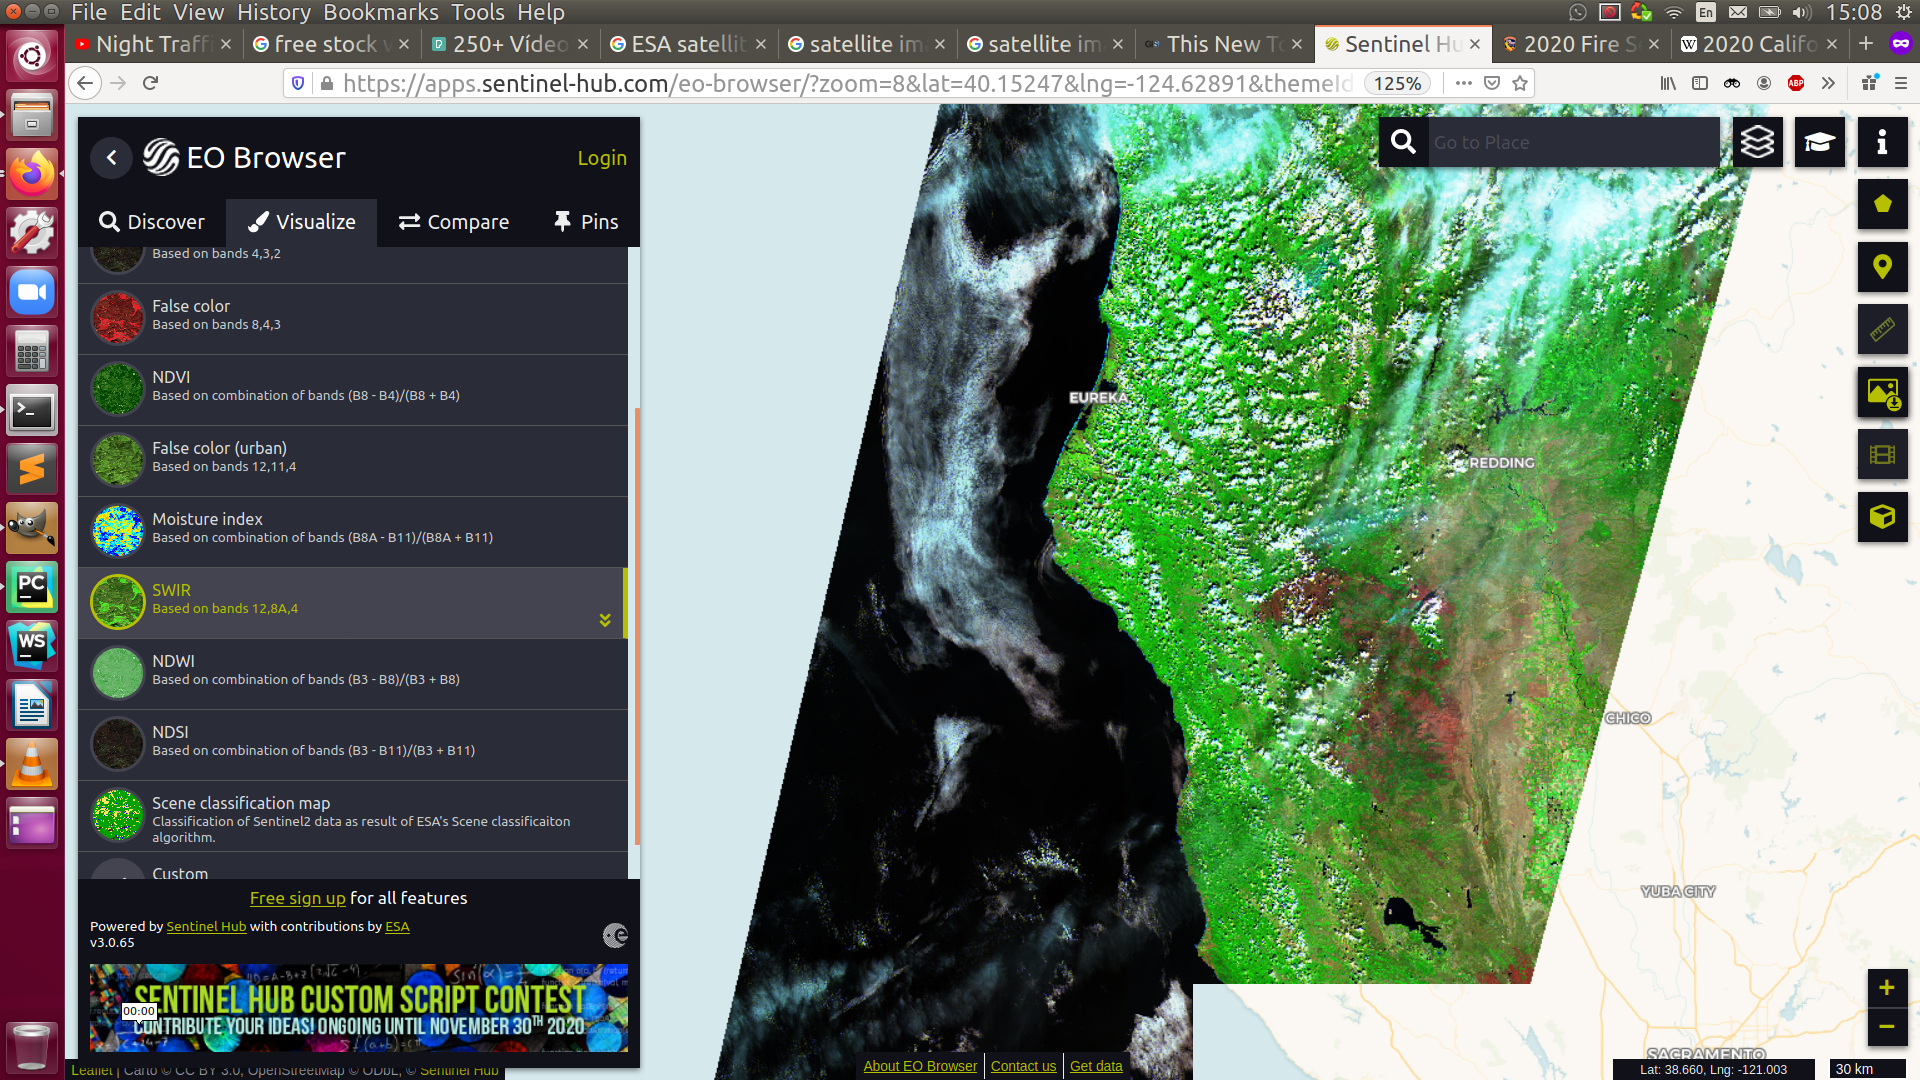 File Edit View History Bookmarks Tools Help
En 15:08
Night Traffi
free stock v
250+ Vídeo
ESA satellit
satellite im
satellite im
This New To
Sentinel Hu
2020 Fire S
2020 Califo
https://apps.sentinel-hub.com/eo-browser/?zoom=8&lat=40.15247&lng=-124.62891&themeId
125%
ABP
EO Browser
Login
Go to Place
Discover
Visualize
Compare
Pins
Based on bands 4,3,2
False color
Based on bands 8,4,3
NDVI
Based on combination of bands (B8 - B4)/(B8 + B4)
False color (urban)
Based on bands 12,11,4
Moisture index
Based on combination of bands (B8A - B11)/(B8A + B11)
SWIR
Based on bands 12,8A,4
NDWI
Based on combination of bands (B3 - B8)/(B3 + B8)
NDSI
Based on combination of bands (B3 - B11)/(B3 + B11)
Scene classification map
Classification of Sentinel2 data as result of ESA's Scene classificaiton
algorithm.
Custom
Free sign up for all features
Powered by Sentinel Hub with contributions by ESA
v3.0.65
SENTINEL HUB CUSTOM SCRIPT CONTEST
00:00
CONTRIBUTE YOUR IDEAS! ONGOING UNTIL NOVEMBER 30TH 2020
Leaflet | Carto © CC BY 3.0, OpenStreetMap © ODbL, © Sentinel Hub
EUREKA
REDDING
CHICO
YUBA CITY
SACRAMENTO
PC
WS
About EO Browser
Contact us
Get data
Lat: 38.660, Lng: -121.003
30 km